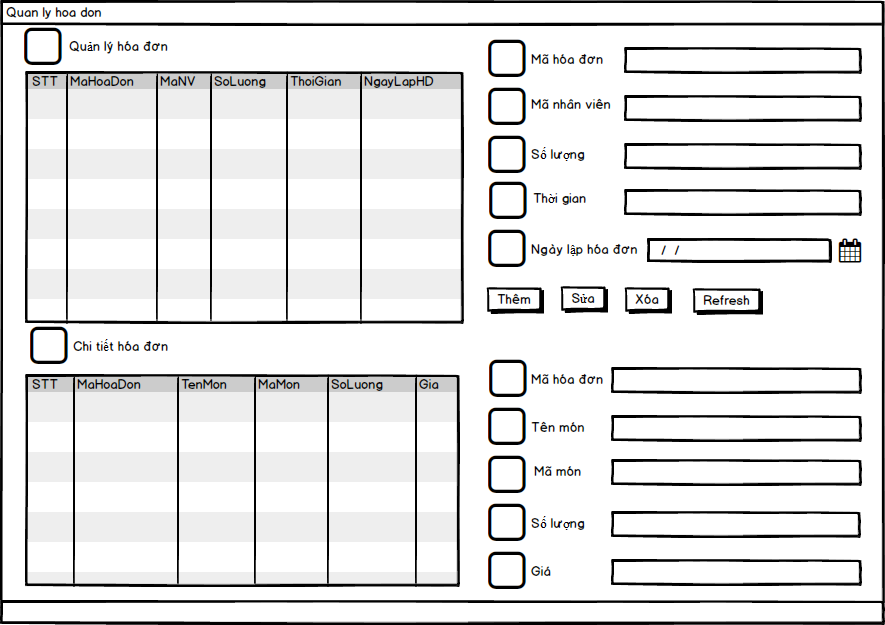 Quan ly hoa don
Quản lý hóa đơn
STT MaHoaDon MaNV SoLuong ThoiGian NgayLapHD
Mã hóa đơn
Mã nhân viên
Số lượng
Thời gian
Ngày lập hóa đơn / /
Thêm Sửa Xóa Refresh
Chi tiết hóa đơn
STT MaHoaDon TenMon MaMon SoLuong Gia
Mã hóa đơn
Tên món
Mã món
Số lượng
Giá